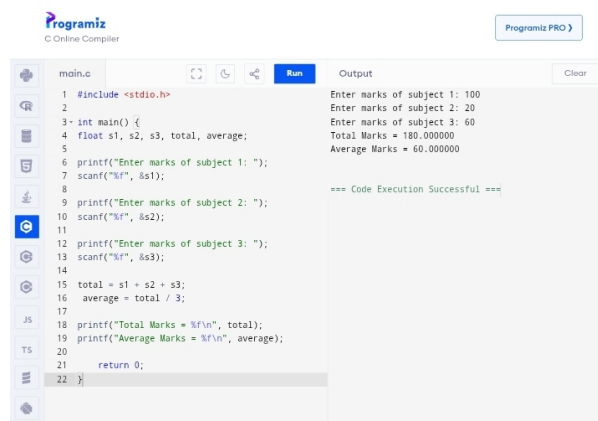 Programiz
C Online Compiler
Programiz PRO ❯
main.c
Run
Output
Clear
1 #include <stdio.h>
2
3 int main() {
4 float s1, s2, s3, total, average;
5
6 printf("Enter marks of subject 1: ");
7 scanf("%f", &s1);
8
9 printf("Enter marks of subject 2: ");
10 scanf("%f", &s2);
11
12 printf("Enter marks of subject 3: ");
13 scanf("%f", &s3);
14
15 total = s1 + s2 + s3;
16 average = total / 3;
17
18 printf("Total Marks = %f\n", total);
19 printf("Average Marks = %f\n", average);
20
21 return 0;
22 }
Enter marks of subject 1: 100
Enter marks of subject 2: 20
Enter marks of subject 3: 60
Total Marks = 180.000000
Average Marks = 60.000000
=== Code Execution Successful ===
JS
TS